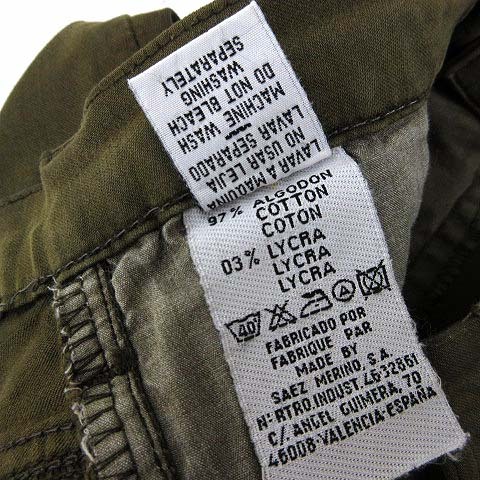 LAVAR A MAQUINA
NO USAR LEJIA
LAVAR SEPARADO
MACHINE WASH
DO NOT BLEACH
WASHING
SEPARATELY
97% ALGODON
COTTON
COTON
03% LYCRA
LYCRA
LYCRA
40
FABRICADO POR
FABRIQUE PAR
MADE BY
SAEZ MERINO, S.A.
Nº RTRO.INDUST.4632861
C/. ANGEL GUIMERA, 70
46008-VALENCIA-ESPAÑA